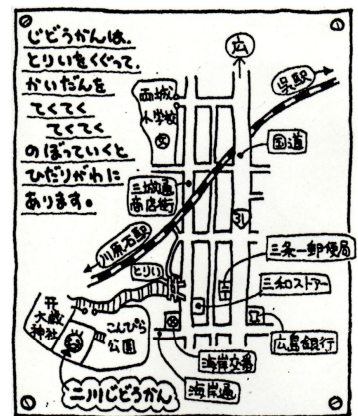 じどうかんは、
とりいをくぐって、
かいだんを
てくてく
てくてく
のぼっていくと
ひだりがわに
あります。
広
呉駅
両城
小学校
文
国道
三城通
商店街
川原石駅
とりい
三条一郵便局
三和ストアー
大歳
神社
こんぴら
公園
広島銀行
海岸交番
海岸通
二川じどうかん